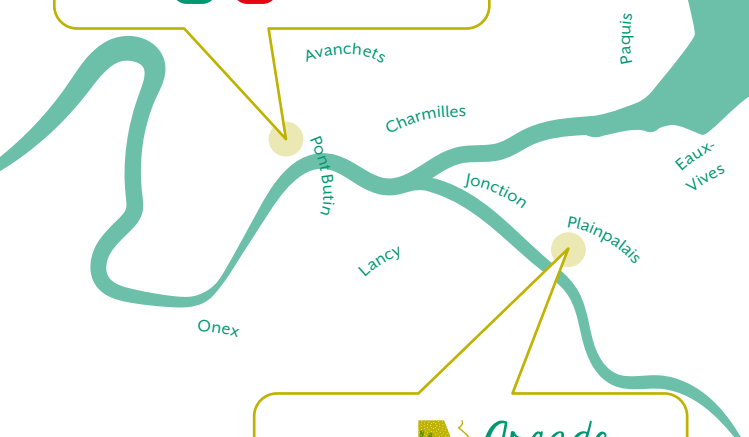 Paquis
Avanchets
Charmilles
Pont Butin
Eaux-
Vives
Jonction
Plainpalais
Lancy
Onex